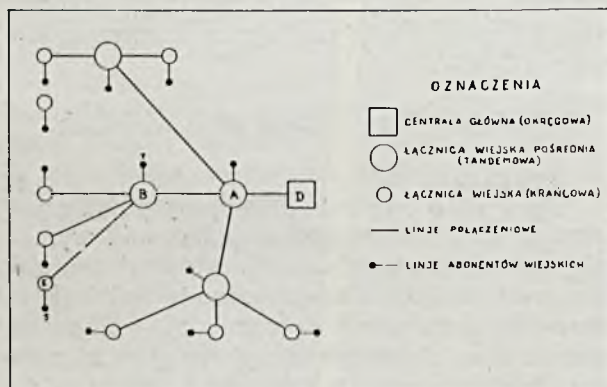 OZNACZENIA
CENTRALA GŁÓWNA (OKRĘGOWA)
ŁĄCZNICA WIEJSKA POŚREDNIA
(TANDEMOWA)
ŁĄCZNICA WIEJSKA (KRAŃCOWA)
LINJE POŁĄCZENIOWE
LINJE ABONENTÓW WIEJSKICH
B
A
D